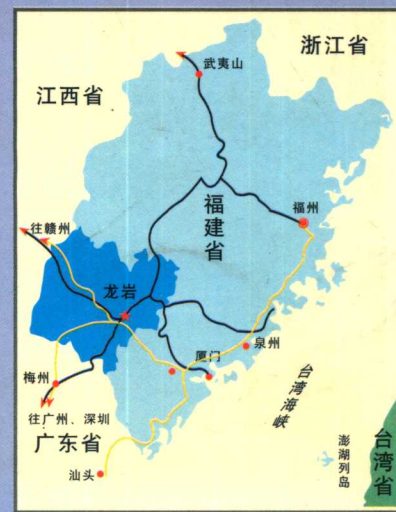 浙江省
武夷山
江西省
福州
福建省
往赣州
龙岩
泉州
厦门
台湾海峡
梅州
往广州、深圳
广东省
汕头
澎湖列岛
台湾省